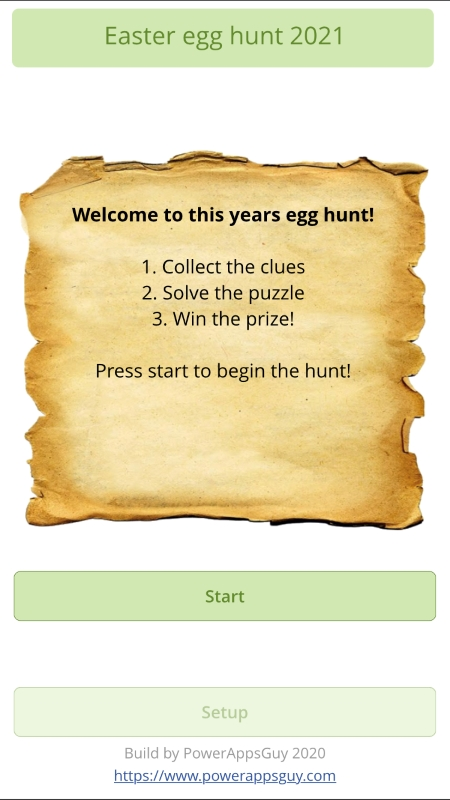 Easter egg hunt 2021
Welcome to this years egg hunt!
1. Collect the clues
2. Solve the puzzle
3. Win the prize!
Press start to begin the hunt!
Start
Setup
Build by PowerAppsGuy 2020
https://www.powerappsguy.com